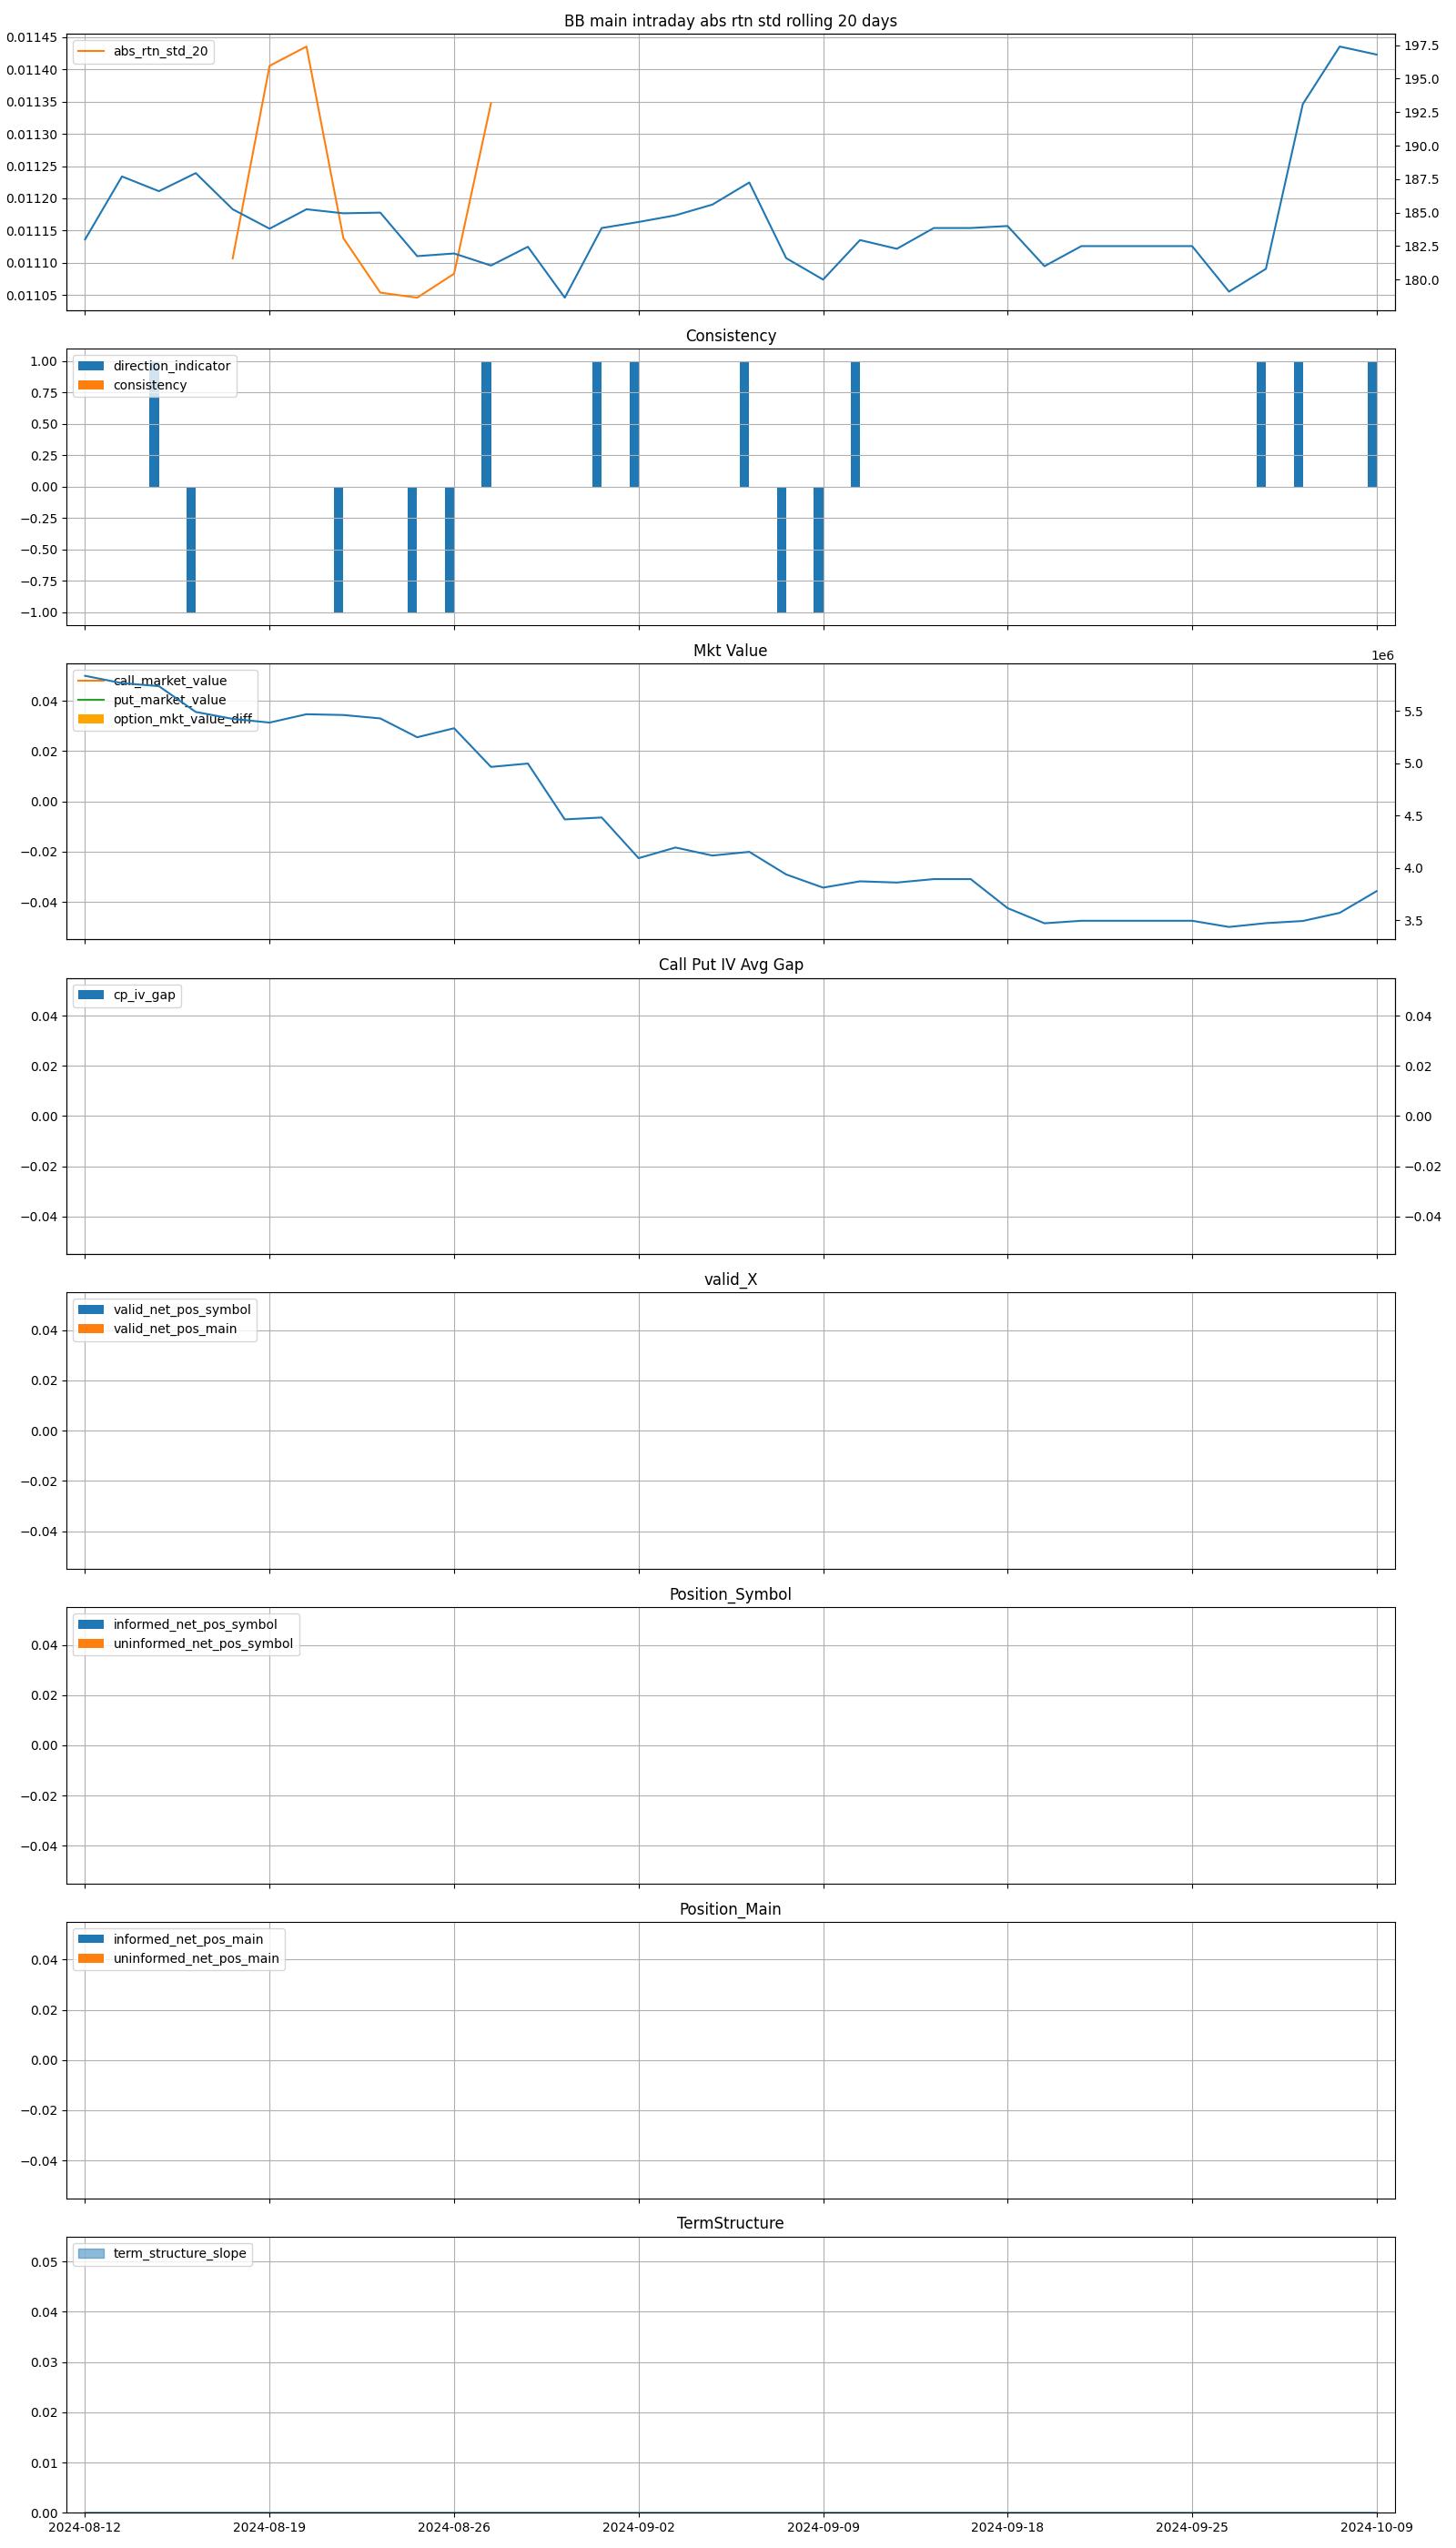 BB main intraday abs rtn std rolling 20 days
abs_rtn_std_20
0.01145
0.01140
0.01135
0.01130
0.01125
0.01120
0.01115
0.01110
0.01105
197.5
195.0
192.5
190.0
187.5
185.0
182.5
180.0
Consistency
direction_indicator
consistency
1.00
0.75
0.50
0.25
0.00
−0.25
−0.50
−0.75
−1.00
Mkt Value
1e6
call_market_value
put_market_value
option_mkt_value_diff
0.04
0.02
0.00
−0.02
−0.04
5.5
5.0
4.5
4.0
3.5
Call Put IV Avg Gap
cp_iv_gap
0.04
0.02
0.00
−0.02
−0.04
0.04
0.02
0.00
−0.02
−0.04
valid_X
valid_net_pos_symbol
valid_net_pos_main
0.04
0.02
0.00
−0.02
−0.04
Position_Symbol
informed_net_pos_symbol
uninformed_net_pos_symbol
0.04
0.02
0.00
−0.02
−0.04
Position_Main
informed_net_pos_main
uninformed_net_pos_main
0.04
0.02
0.00
−0.02
−0.04
TermStructure
term_structure_slope
0.05
0.04
0.03
0.02
0.01
0.00
2024-08-12 2024-08-19 2024-08-26 2024-09-02 2024-09-09 2024-09-18 2024-09-25 2024-10-09